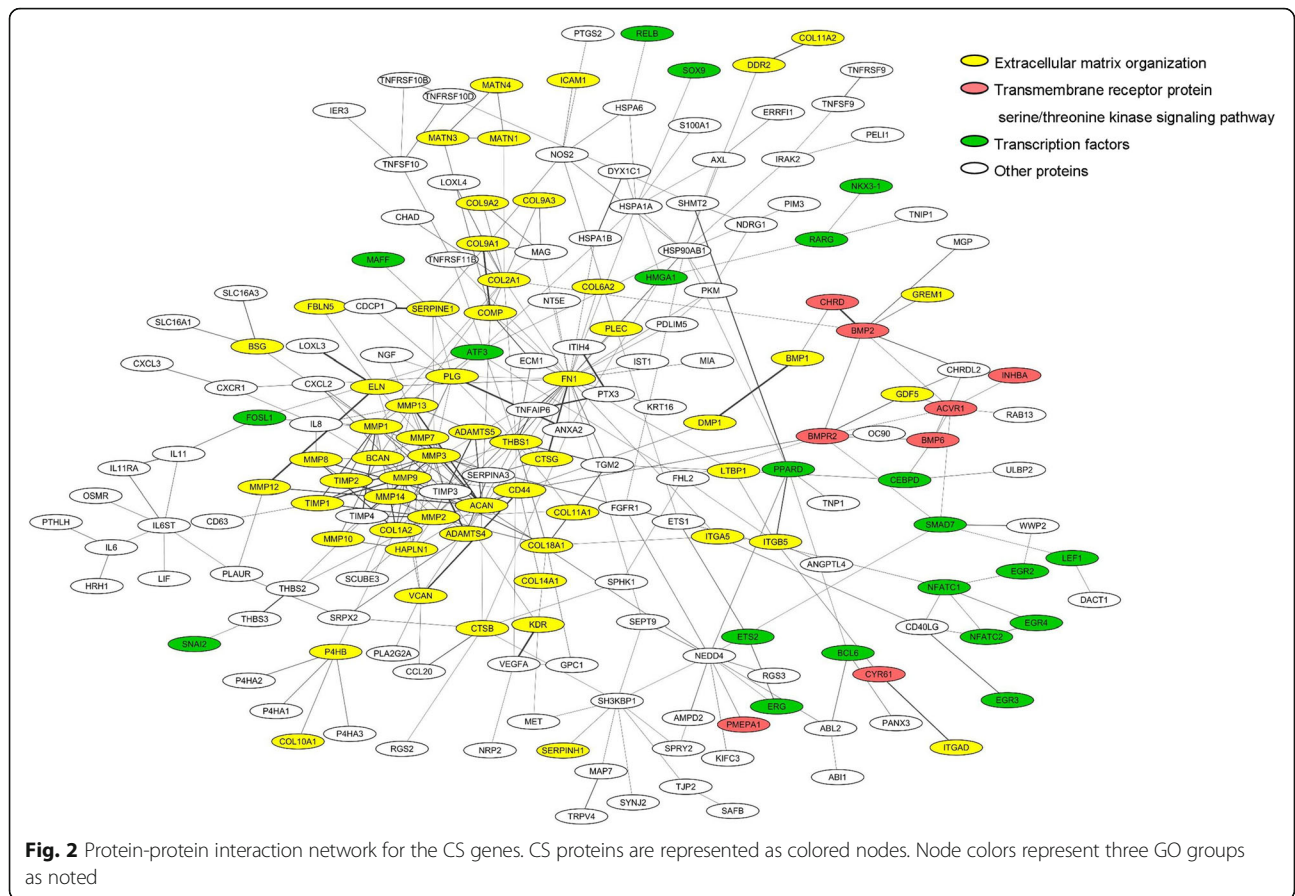 PTGS2
RELB
COL11A2
Extracellular matrix organization
Transmembrane receptor protein
serine/threonine kinase signaling pathway
Transcription factors
Other proteins
DDR2
SOX9
TNFRSF9
TNFRSF10B
MATN4
ICAM1
TNFRSF10D
HSPA6
TNFSF9
IER3
S100A1
ERRFI1
PELI1
MATN3
MATN1
NOS2
AXL
IRAK2
TNFSF10
DYX1C1
LOXL4
NKX3-1
COL9A2
COL9A3
HSPA1A
SHMT2
PIM3
CHAD
NDRG1
TNIP1
COL9A1
HSPA1B
RARG
MAG
HSP90AB1
MGP
MAFF
TNFRSF11B
COL2A1
COL6A2
HMGA1
PKM
SLC16A3
GREM1
FBLN5
CDCP1
SERPINE1
NT5E
CHRD
COMP
SLC16A1
PLEC
PDLIM5
BMP2
BSG
LOXL3
ATF3
ECM1
ITIH4
IST1
MIA
BMP1
CXCL3
NGF
CHRDL2
INHBA
CXCR1
CXCL2
ELN
PLG
FN1
PTX3
GDF5
ACVR1
MMP13
TNFAIP6
KRT16
RAB13
FOSL1
IL8
MMP1
ANXA2
DMP1
BMPR2
OC90
BMP6
MMP7
ADAMTS5
THBS1
IL11
MMP8
BCAN
MMP3
CTSG
TGM2
LTBP1
PPARD
CEBPD
ULBP2
IL11RA
TIMP2
MMP9
SERPINA3
FHL2
MMP12
TIMP3
CD44
OSMR
TIMP1
MMP14
ACAN
FGFR1
TNP1
CD63
TIMP4
MMP2
COL11A1
ETS1
SMAD7
WWP2
PTHLH
IL6ST
COL1A2
ADAMTS4
ITGA5
ITGB5
IL6
MMP10
HAPLN1
COL18A1
ANGPTL4
LEF1
HRH1
LIF
PLAUR
SCUBE3
COL14A1
SPHK1
NFATC1
EGR2
THBS2
VCAN
DACT1
THBS3
SRPX2
CTSB
KDR
SEPT9
CD40LG
EGR4
SNAI2
ETS2
NFATC2
P4HB
PLA2G2A
VEGFA
NEDD4
BCL6
P4HA2
CCL20
GPC1
RGS3
CYR61
P4HA1
SH3KBP1
ERG
EGR3
P4HA3
MET
AMPD2
PMEPA1
PANX3
COL10A1
RGS2
NRP2
SERPINH1
SPRY2
KIFC3
ABL2
ITGAD
MAP7
ABI1
SYNJ2
TJP2
TRPV4
SAFB
Fig. 2 Protein-protein interaction network for the CS genes. CS proteins are represented as colored nodes. Node colors represent three GO groups
as noted